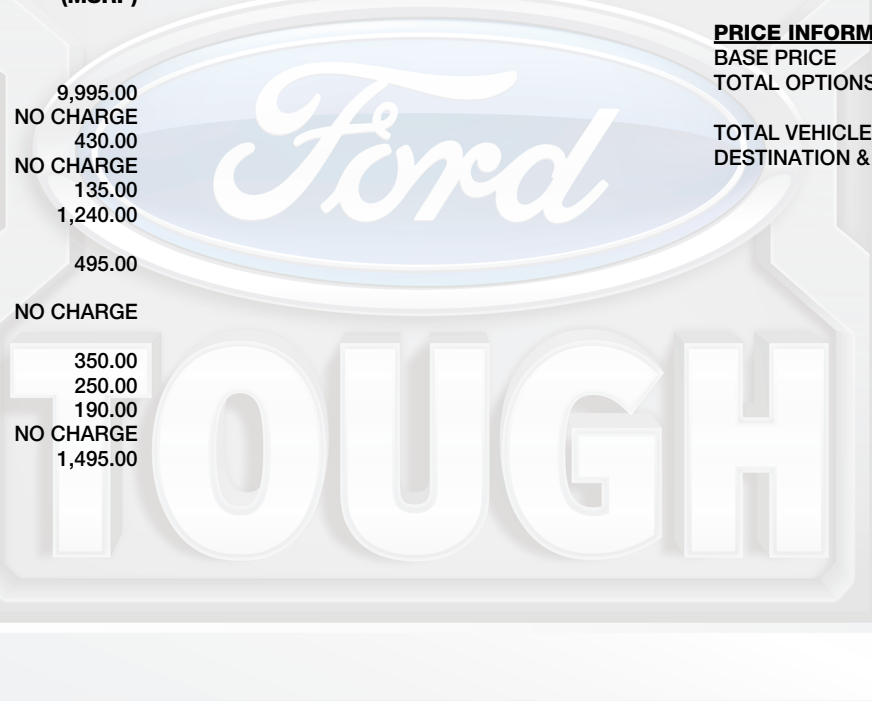 (MSRP)
9,995.00
NO CHARGE
430.00
NO CHARGE
135.00
1,240.00
495.00
NO CHARGE
350.00
250.00
190.00
NO CHARGE
1,495.00
PRICE INFORM
BASE PRICE
TOTAL OPTIONS
TOTAL VEHICLE
DESTINATION &
Ford
TOUGH